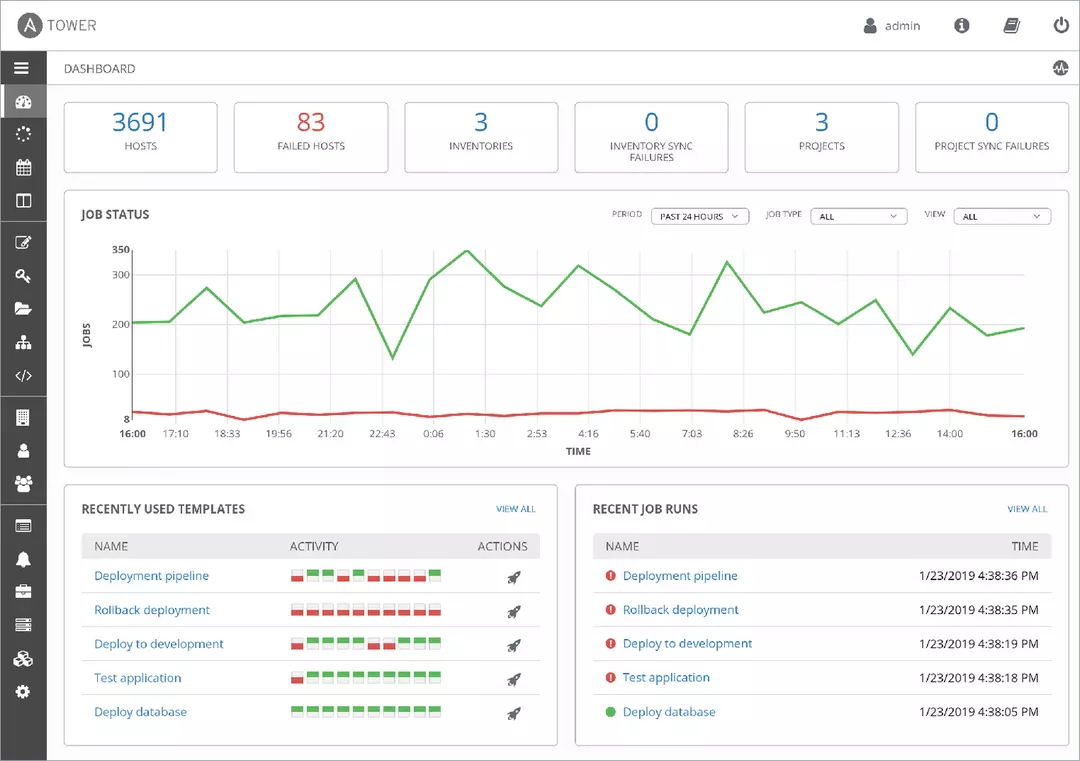 A TOWER
admin
DASHBOARD
3691
HOSTS
83
FAILED HOSTS
3
INVENTORIES
0
INVENTORY SYNC
FAILURES
3
PROJECTS
0
PROJECT SYNC FAILURES
JOB STATUS
PERIOD PAST 24 HOURS JOB TYPE ALL VIEW ALL
350
300
200
100
8
JOBS
16:00 17:10 18:33 19:56 21:20 22:43 0:06 1:30 2:53 4:16 5:40 7:03 8:26 9:50 11:13 12:36 14:00 16:00
TIME
RECENTLY USED TEMPLATES VIEW ALL
NAME ACTIVITY ACTIONS
Deployment pipeline
Rollback deployment
Deploy to development
Test application
Deploy database
RECENT JOB RUNS VIEW ALL
NAME TIME
Deployment pipeline 1/23/2019 4:38:36 PM
Rollback deployment 1/23/2019 4:38:35 PM
Deploy to development 1/23/2019 4:38:19 PM
Test application 1/23/2019 4:38:18 PM
Deploy database 1/23/2019 4:38:05 PM